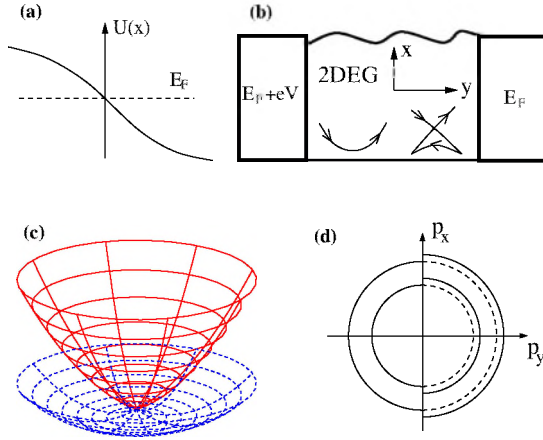 (a)
U(x)
E_F
(b)
x
2DEG
y
E_F+eV
E_F
(c)
(d)
p_x
p_y